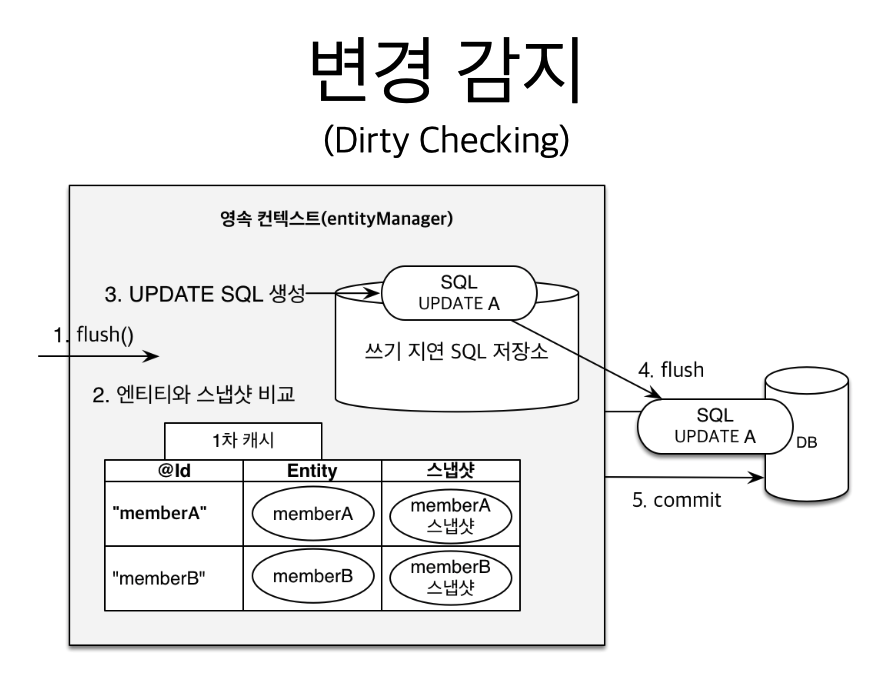 변경 감지
(Dirty Checking)
영속 컨텍스트(entityManager)
3. UPDATE SQL 생성
SQL
UPDATE A
쓰기 지연 SQL 저장소
1. flush()
2. 엔티티와 스냅샷 비교
4. flush
SQL
UPDATE A
DB
5. commit
1차 캐시
@Id Entity 스냅샷
"memberA" memberA memberA
스냅샷
"memberB" memberB memberB
스냅샷